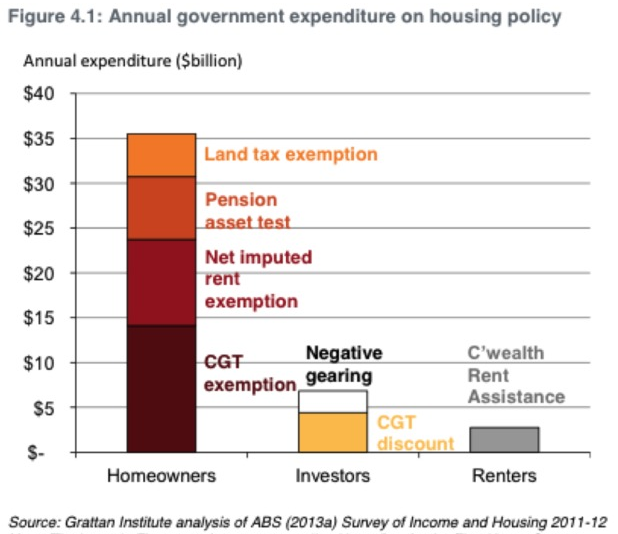 Figure 4.1: Annual government expenditure on housing policy
Annual expenditure ($billion)
$40
$35
$30
$25
$20
$15
$10
$5
$-
Land tax exemption
Pension
asset test
Net imputed
rent
exemption
CGT
exemption
Negative
gearing
CGT
discount
C'wealth
Rent
Assistance
Homeowners
Investors
Renters
Source: Grattan Institute analysis of ABS (2013a) Survey of Income and Housing 2011-12